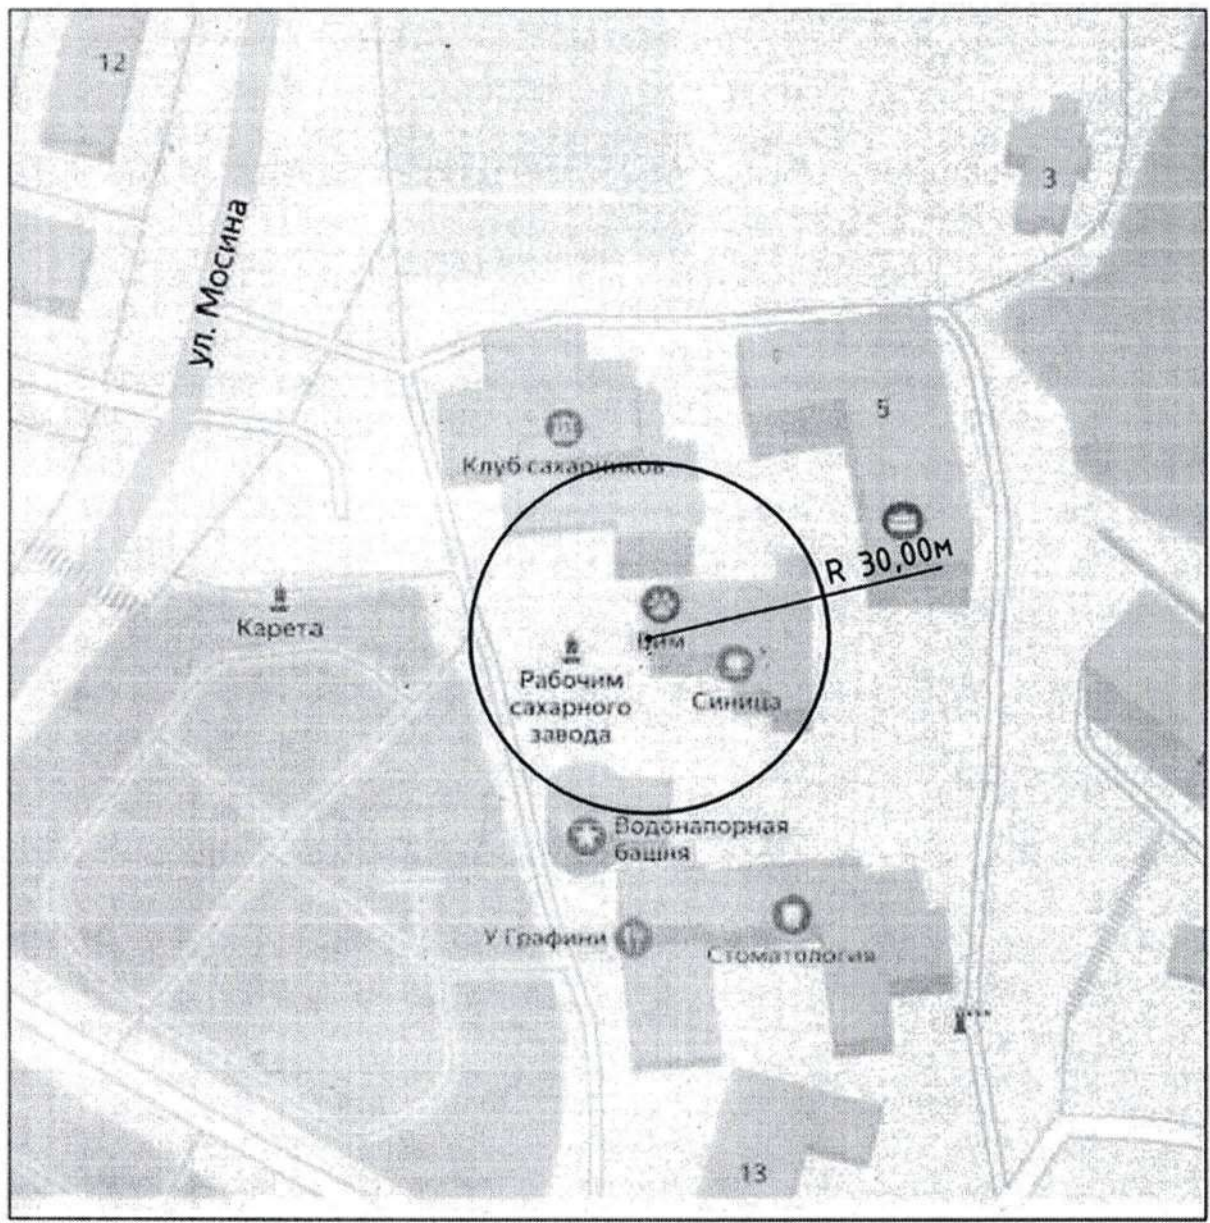 12
3
ул. Мосина
5
Клуб сахарников
R 30,00м
Карета
Вим
Рабочим
сахарного
завода
Синица
Водонапорная
башня
У Графини
Стоматология
13